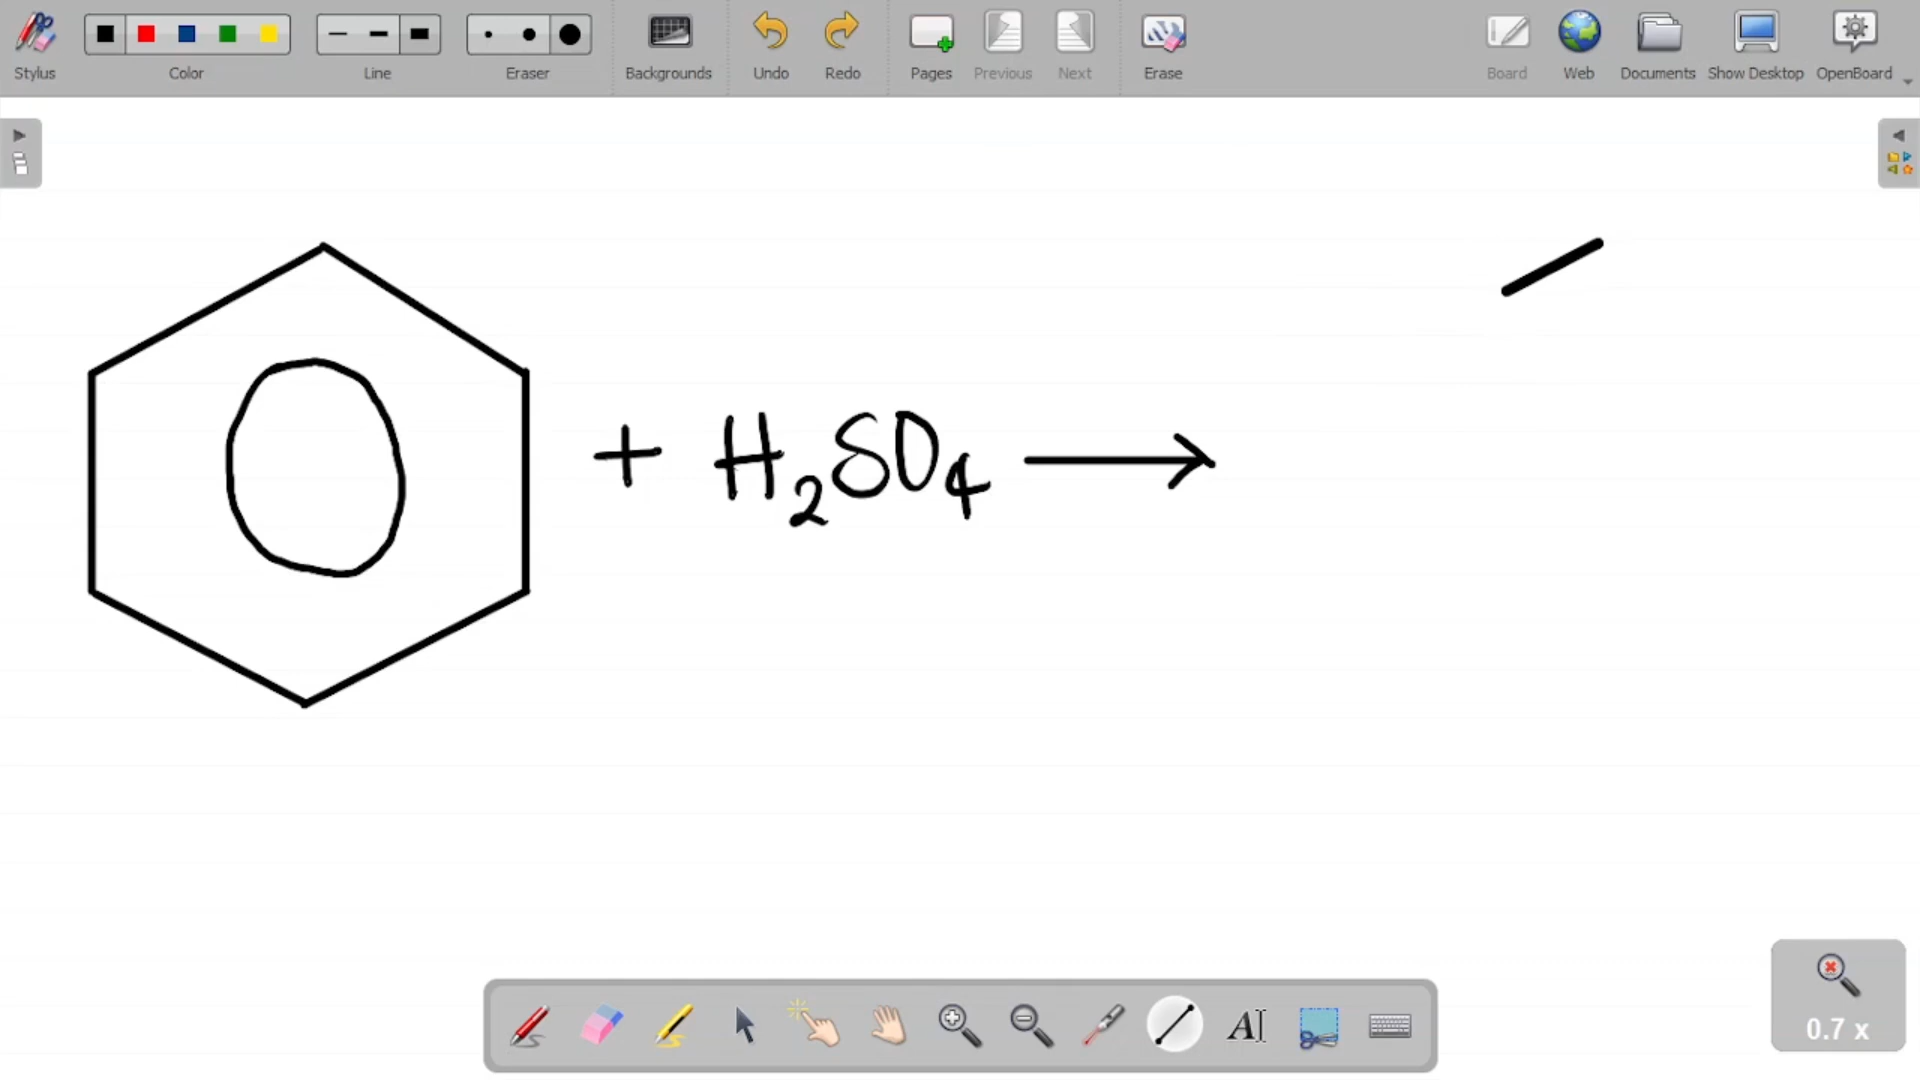 Stylus Color Line Eraser Backgrounds Undo Redo Pages Previous Next Erase Board Web Documents Show Desktop OpenBoard
+ H₂SO₄ →
0.7 x